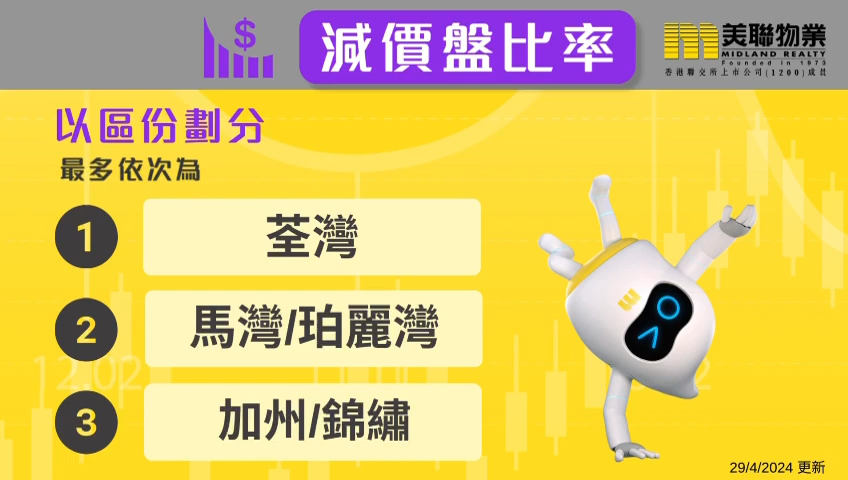 減價盤比率
美聯物業
MIDLAND REALTY
Founded in 1973
香港聯交所上市公司(1200)成員
以區份劃分
最多依次為
1 荃灣
2 馬灣/珀麗灣
3 加州/錦繡
12.02
29/4/2024 更新